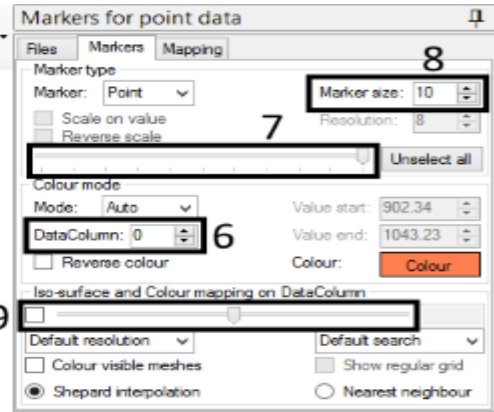 Markers for point data
Files Markers Mapping
Marker type
8
Marker: Point Marker size: 10
Scale on value Resolution: 8
Reverse scale 7
Unselect all
Colour mode
Mode: Auto Value start: 902.34
DataColumn: 0 6 Value end: 1043.23
Reverse colour Colour: Colour
Iso-surface and Colour mapping on DataColumn
9
Default resolution Default search
Colour visible meshes Show regular grid
Shepard interpolation Nearest neighbour